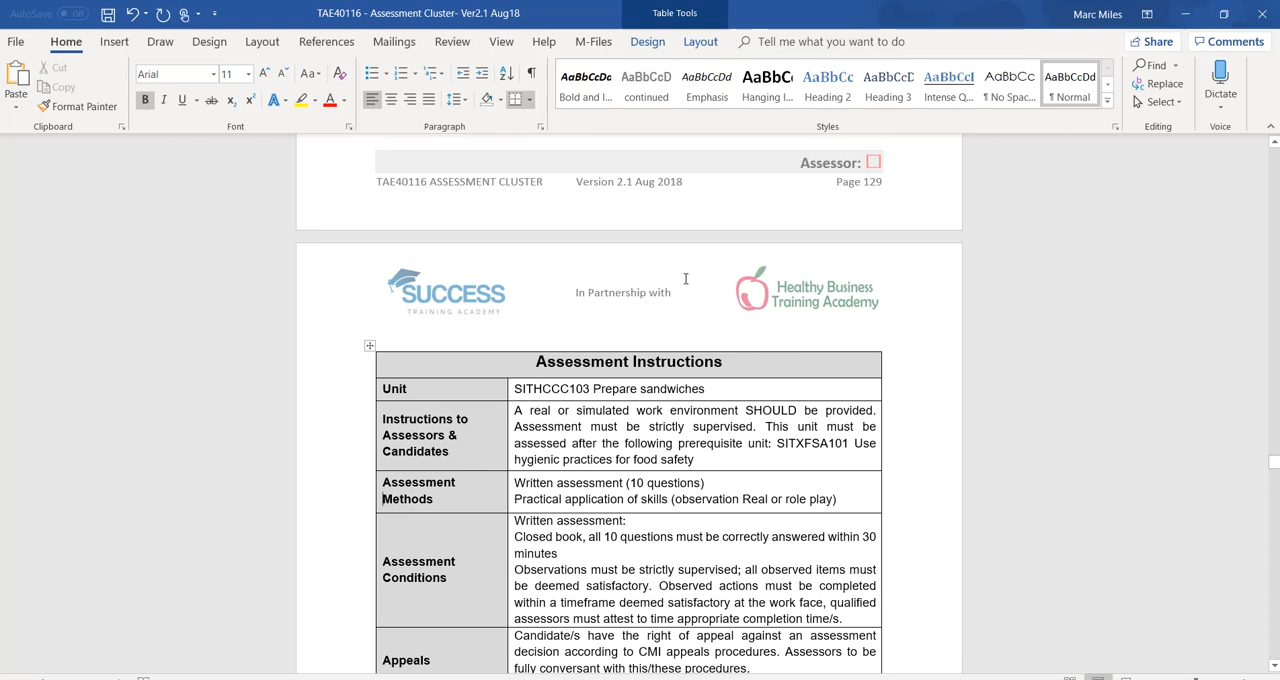 AutoSave Off
TAE40116 - Assessment Cluster- Ver2.1 Aug18
Table Tools
Marc Miles
File Home Insert Draw Design Layout References Mailings Review View Help M-Files Design Layout Tell me what you want to do Share Comments
Paste
Cut
Copy
Format Painter
Clipboard
Arial 11
Font
Paragraph
AaBbCcDc AaBbCcD AaBbCcDd AaBbC AaBbCc AaBbCcD AaBbCcI AaBbCc AaBbCcDd
Bold and I... continued Emphasis Hanging I... Heading 2 Heading 3 Intense Q... ¶ No Spac... ¶ Normal
Styles
Find
Replace
Select
Editing
Dictate
Voice
Assessor:
TAE40116 ASSESSMENT CLUSTER Version 2.1 Aug 2018 Page 129
SUCCESS
TRAINING ACADEMY
In Partnership with
Healthy Business
Training Academy
Assessment Instructions
Unit
SITHCCC103 Prepare sandwiches
Instructions to
Assessors &
Candidates
A real or simulated work environment SHOULD be provided.
Assessment must be strictly supervised. This unit must be
assessed after the following prerequisite unit: SITXFSA101 Use
hygienic practices for food safety
Assessment
Methods
Written assessment (10 questions)
Practical application of skills (observation Real or role play)
Assessment
Conditions
Written assessment:
Closed book, all 10 questions must be correctly answered within 30
minutes
Observations must be strictly supervised; all observed items must
be deemed satisfactory. Observed actions must be completed
within a timeframe deemed satisfactory at the work face, qualified
assessors must attest to time appropriate completion time/s.
Appeals
Candidate/s have the right of appeal against an assessment
decision according to CMI appeals procedures. Assessors to be
fully conversant with this/these procedures.